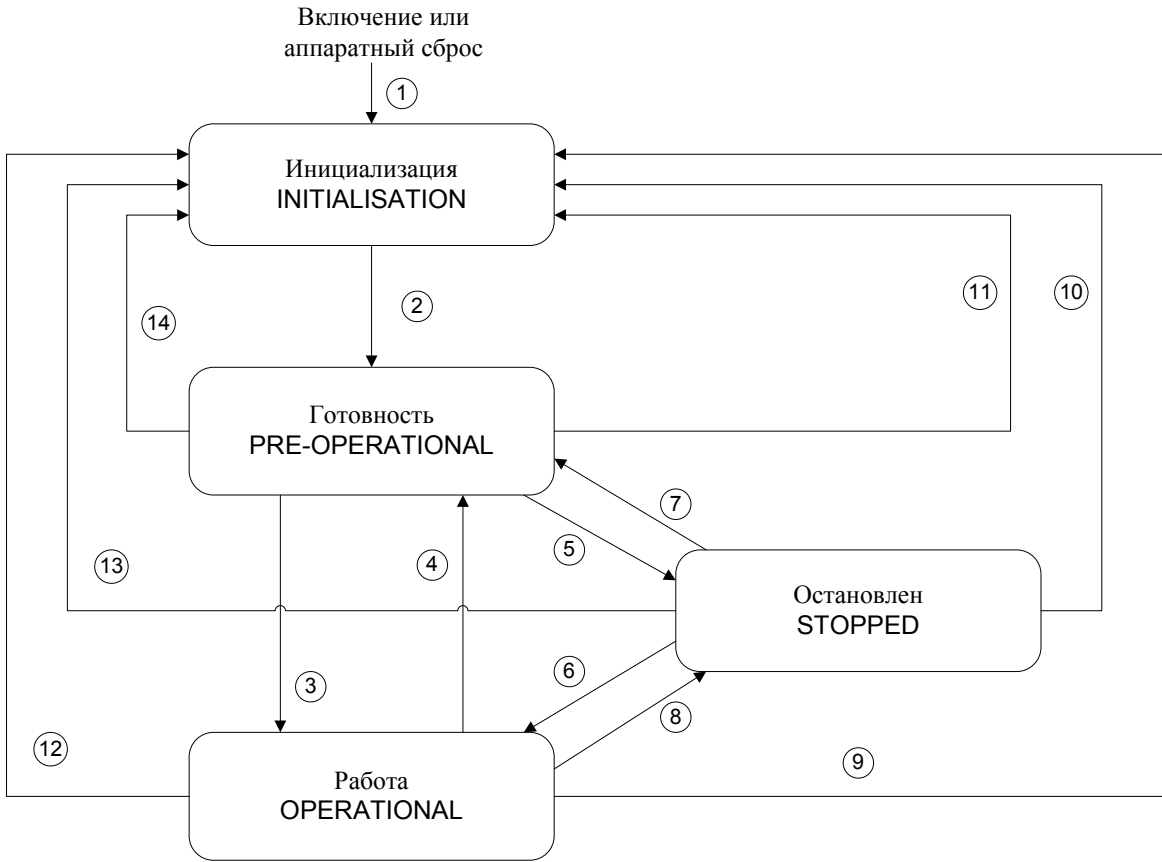 Включение или
аппаратный сброс
1
Инициализация
INITIALISATION
2
11
10
14
Готовность
PRE-OPERATIONAL
7
5
4
13
Остановлен
STOPPED
6
3
8
12
9
Работа
OPERATIONAL